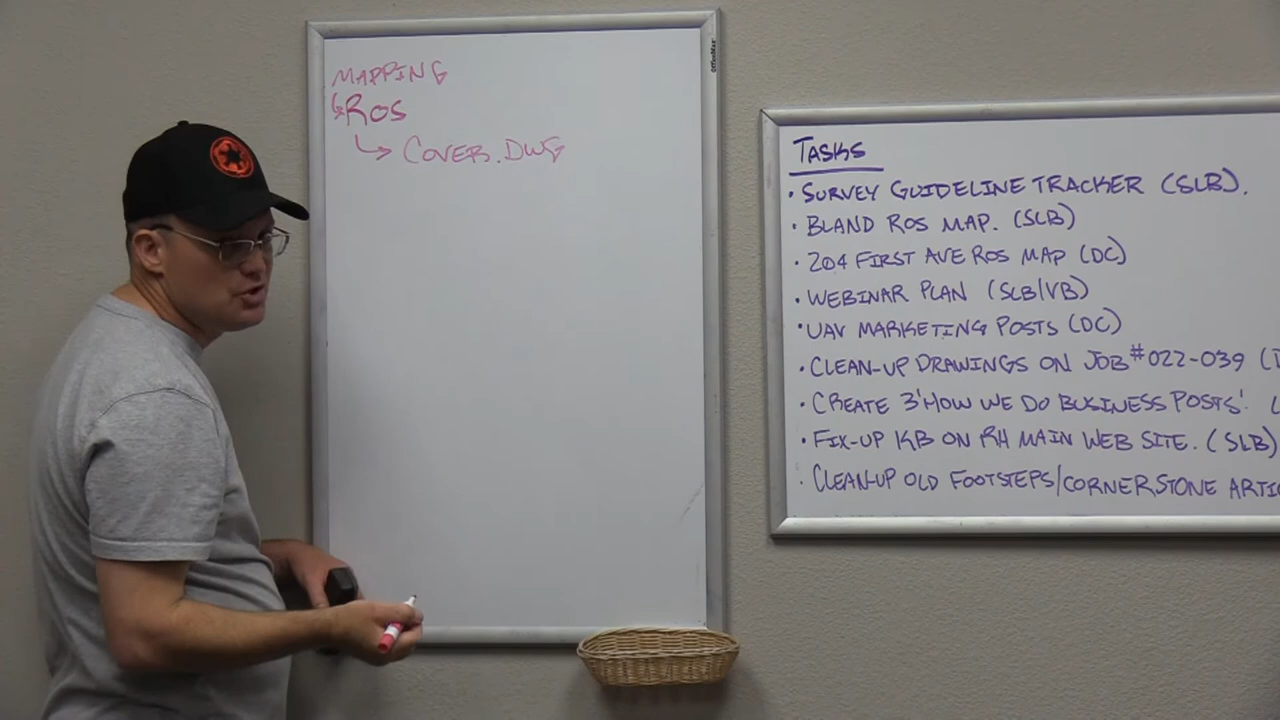 MAPPING
↳ROS
↳ COVER.DWG
OfficeMax
TASKS
• SURVEY GUIDELINE TRACKER (SLB).
• BLAND ROS MAP. (SLB)
• 204 FIRST AVE ROS MAP (DC)
• WEBINAR PLAN (SLB/VB)
• UAV MARKETING POSTS (DC)
• CLEAN-UP DRAWINGS ON JOB #022-039 (
• CREATE 3 'HOW WE DO BUSINESS POSTS'. (
• FIX-UP KB ON RH MAIN WEB SITE. (SLB)
• CLEAN-UP OLD FOOTSTEPS/CORNERSTONE